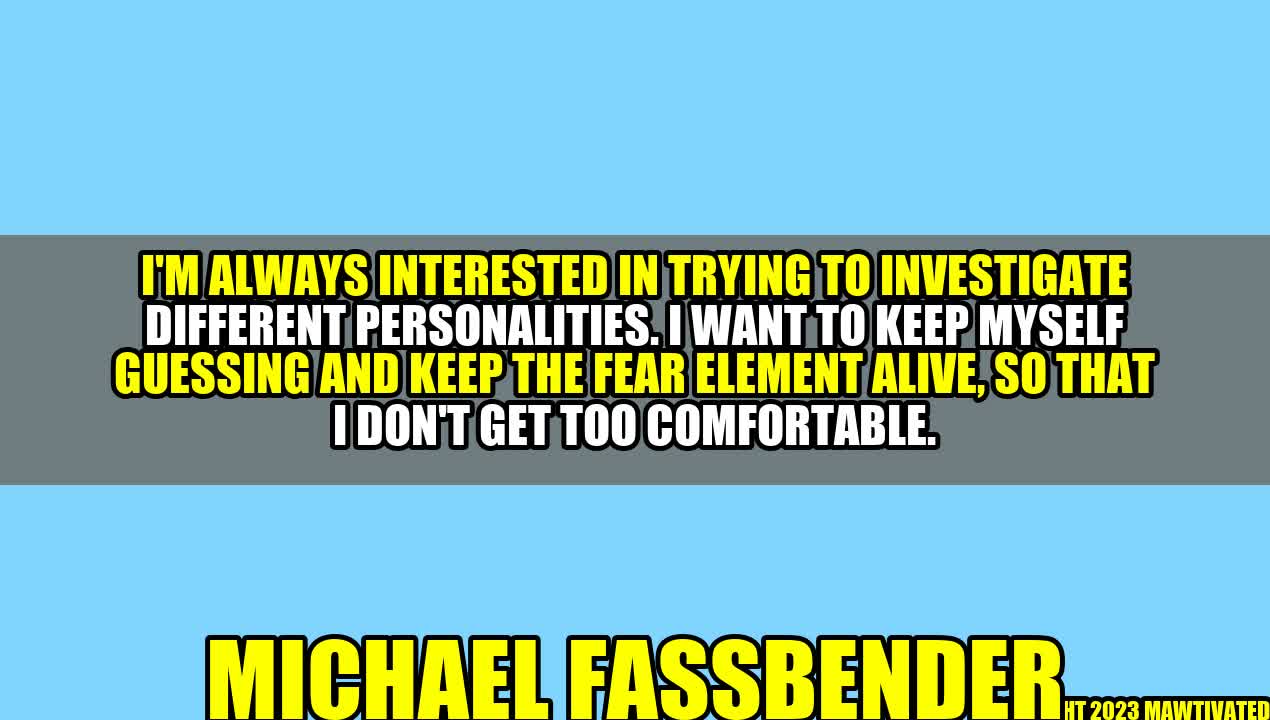 I'M ALWAYS INTERESTED IN TRYING TO INVESTIGATE
DIFFERENT PERSONALITIES. I WANT TO KEEP MYSELF
GUESSING AND KEEP THE FEAR ELEMENT ALIVE, SO THAT
I DON'T GET TOO COMFORTABLE.
MICHAEL FASSBENDER
HT 2023 MAWTIVATED